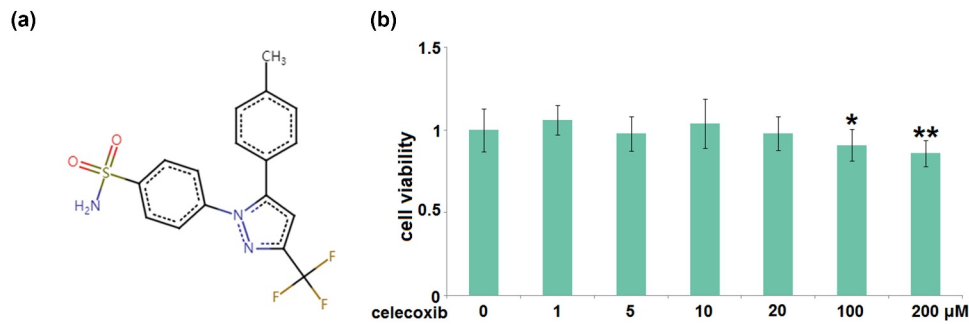 (a)
CH3
O
O
S
H2N
N
N
F
F
F
(b)
cell viability
1.5
1
0.5
0
*
**
celecoxib 0 1 5 10 20 100 200 μM